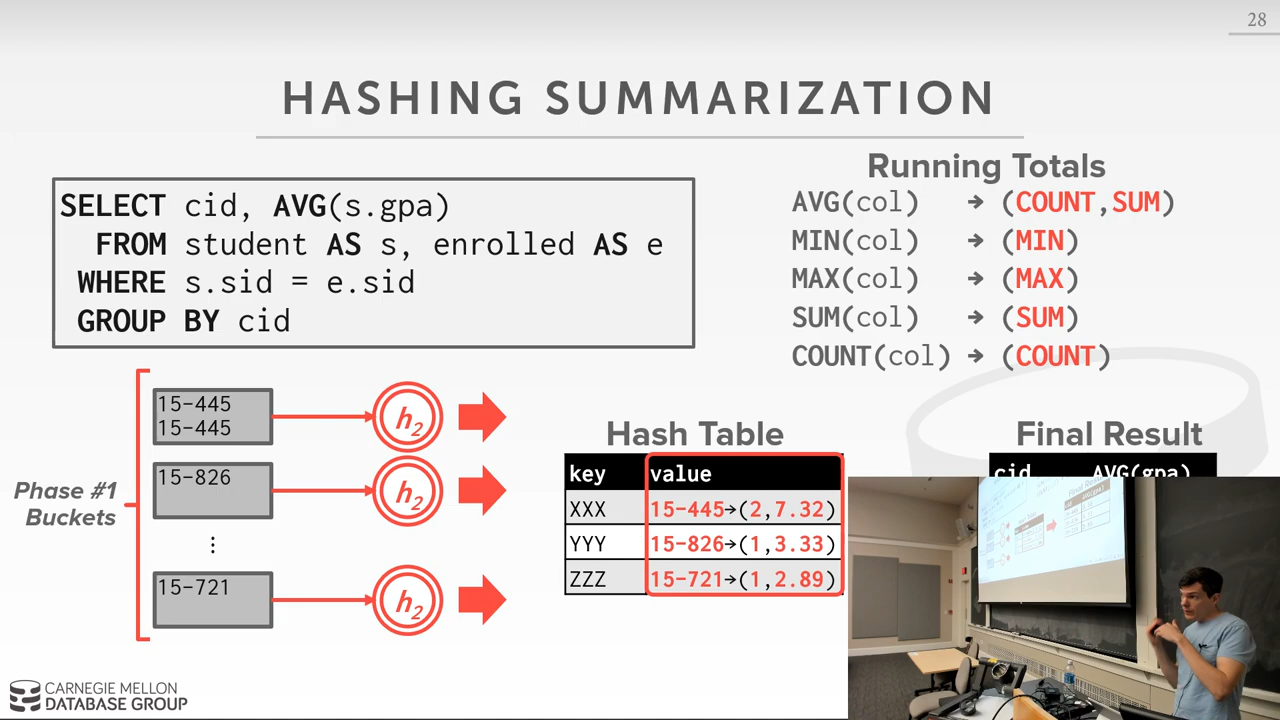 28
HASHING SUMMARIZATION
SELECT cid, AVG(s.gpa)
FROM student AS s, enrolled AS e
WHERE s.sid = e.sid
GROUP BY cid
Running Totals
AVG(col) → (COUNT,SUM)
MIN(col) → (MIN)
MAX(col) → (MAX)
SUM(col) → (SUM)
COUNT(col) → (COUNT)
Phase #1
Buckets
15-445
15-445
h2
15-826
h2
⋮
15-721
h2
Hash Table
key value
XXX 15-445→(2,7.32)
YYY 15-826→(1,3.33)
ZZZ 15-721→(1,2.89)
Final Result
cid AVG(gpa)
CARNEGIE MELLON
DATABASE GROUP